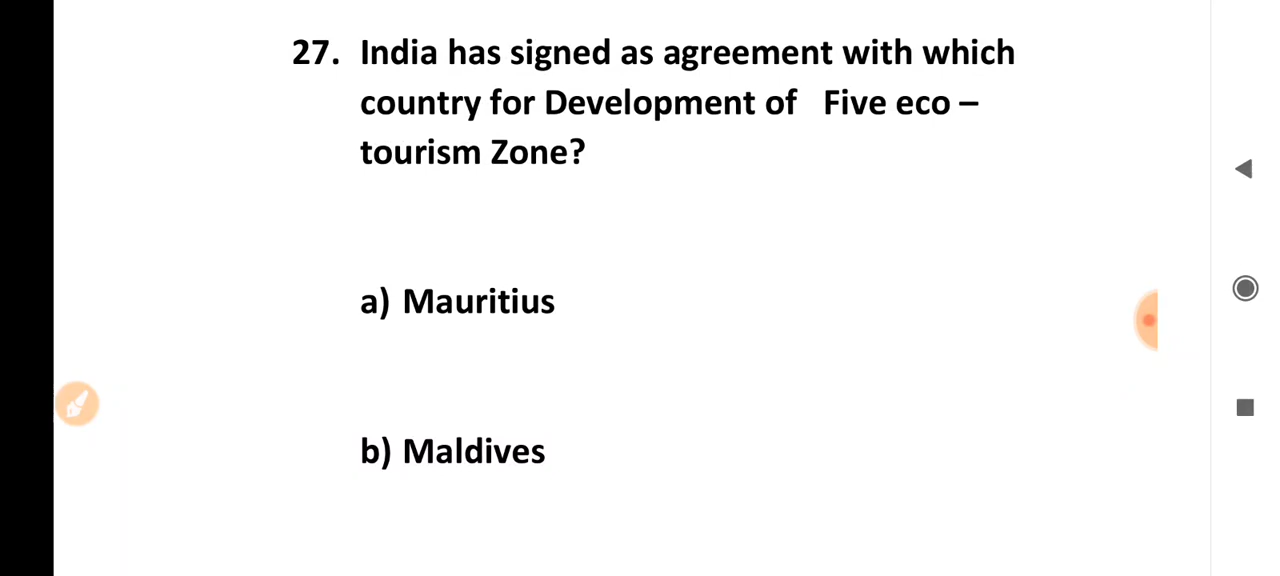 27. India has signed as agreement with which
country for Development of Five eco –
tourism Zone?
a) Mauritius
b) Maldives